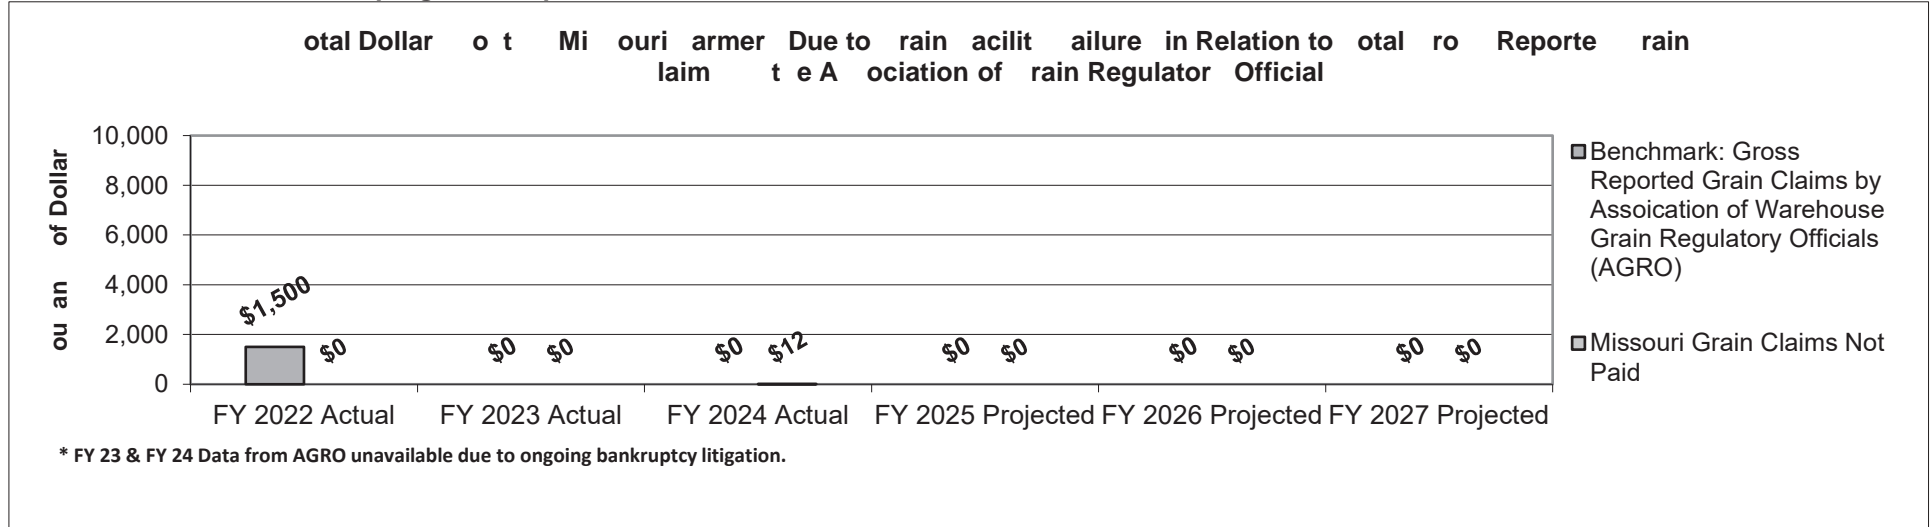 otal Dollar o t Mi ouri armer Due to rain acilit ailure in Relation to otal ro Reporte rain
laim t e A ociation of rain Regulator Official
ou an of Dollar
10,000
8,000
6,000
4,000
2,000
0
$1,500
$0
$0
$0
$0
$12
$0
$0
$0
$0
$0
$0
FY 2022 Actual
FY 2023 Actual
FY 2024 Actual
FY 2025 Projected
FY 2026 Projected
FY 2027 Projected
Benchmark: Gross
Reported Grain Claims by
Assoication of Warehouse
Grain Regulatory Officials
(AGRO)
Missouri Grain Claims Not
Paid
* FY 23 & FY 24 Data from AGRO unavailable due to ongoing bankruptcy litigation.